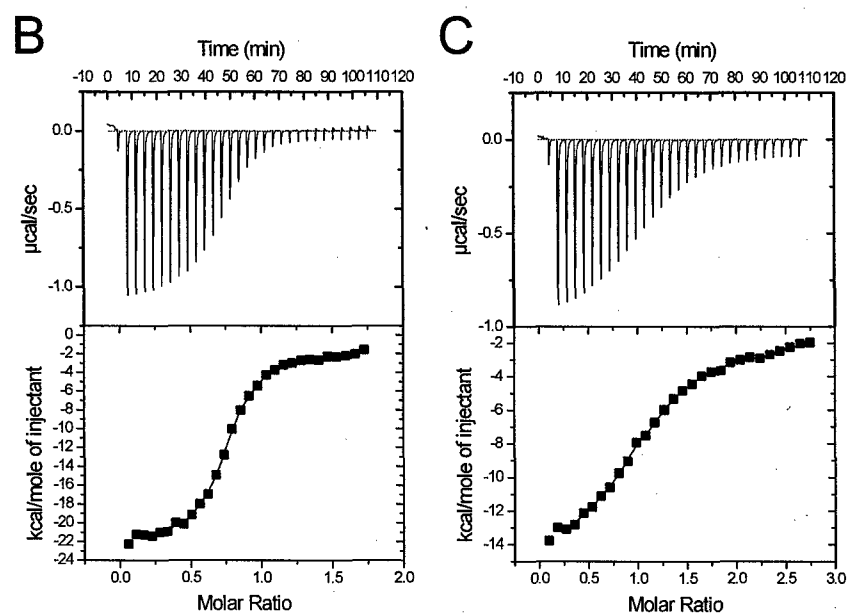 B
Time (min)
-10 0 10 20 30 40 50 60 70 80 90 100 110 120
0.0
-0.5
-1.0
µcal/sec
0
-2
-4
-6
-8
-10
-12
-14
-16
-18
-20
-22
-24
kcal/mole of injectant
0.0 0.5 1.0 1.5 2.0
Molar Ratio
C
Time (min)
-10 0 10 20 30 40 50 60 70 80 90 100 110 120
0.0
-0.5
-1.0
µcal/sec
-2
-4
-6
-8
-10
-12
-14
kcal/mole of injectant
0.0 0.5 1.0 1.5 2.0 2.5 3.0
Molar Ratio